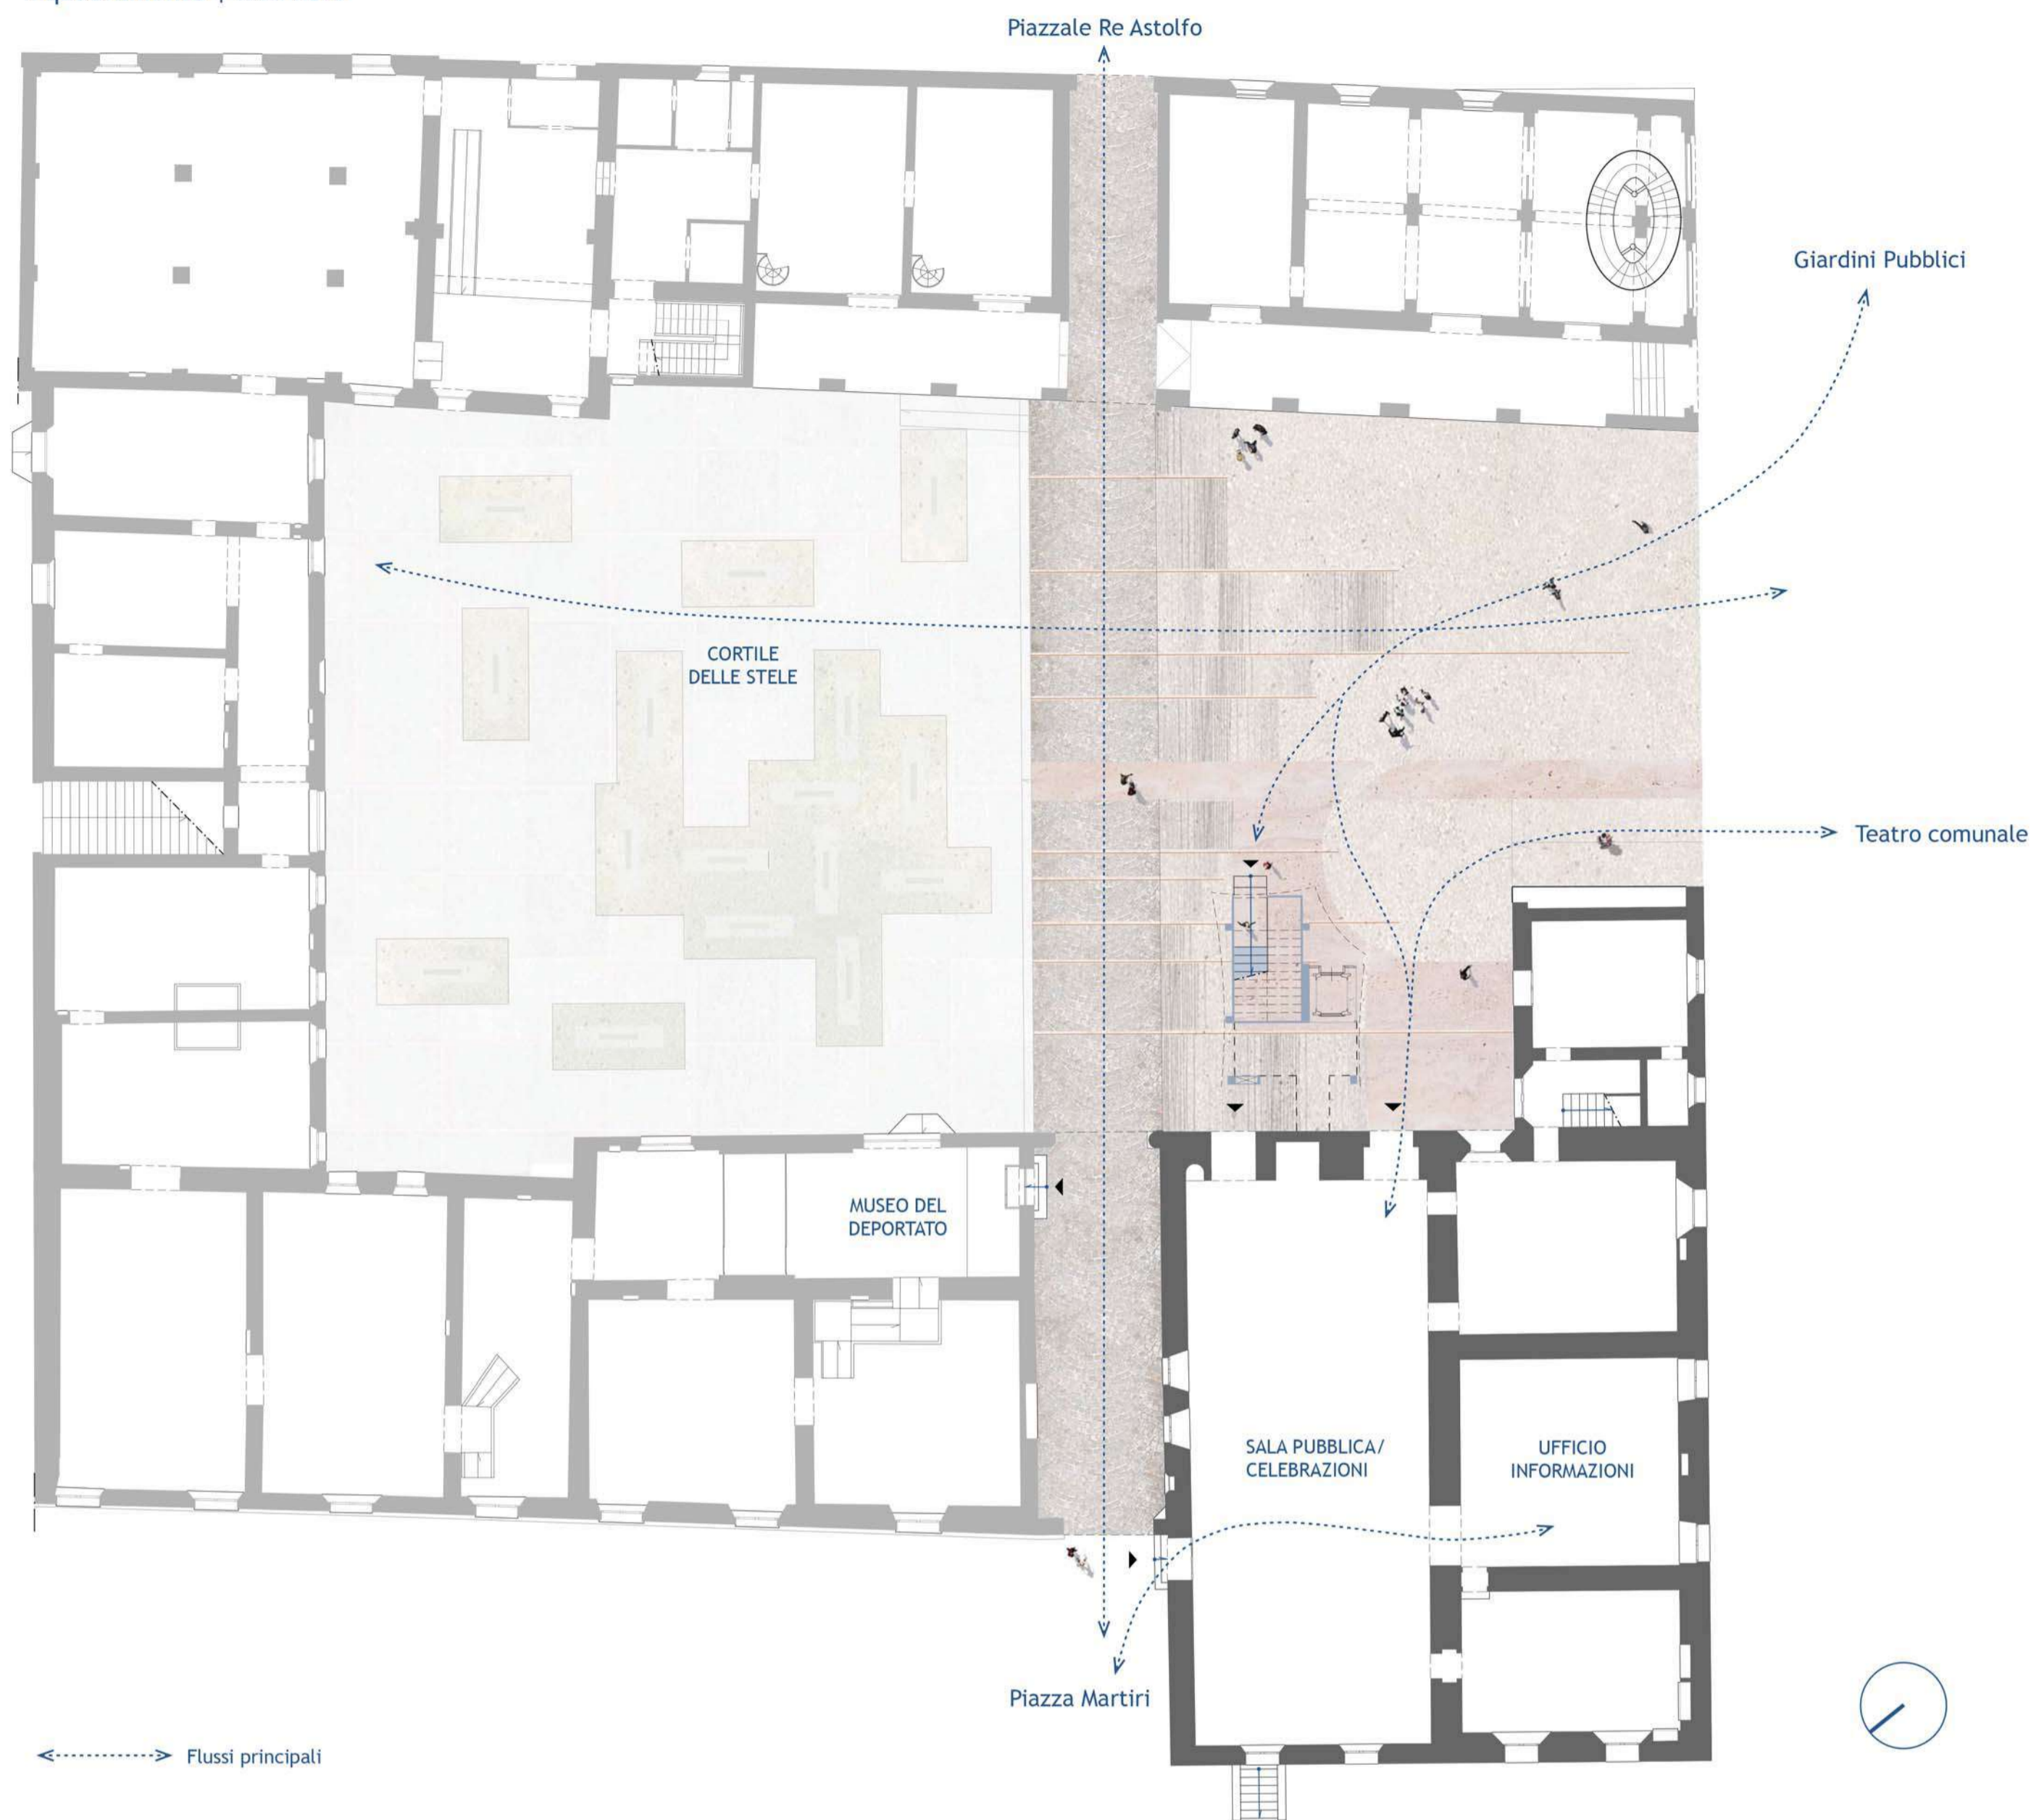 Piazzale Re Astolfo
Giardini Pubblici
CORTILE
DELLE STELE
Teatro comunale
MUSEO DEL
DEPORTATO
SALA PUBBLICA/
CELEBRAZIONI
UFFICIO
INFORMAZIONI
Piazza Martiri
Flussi principali